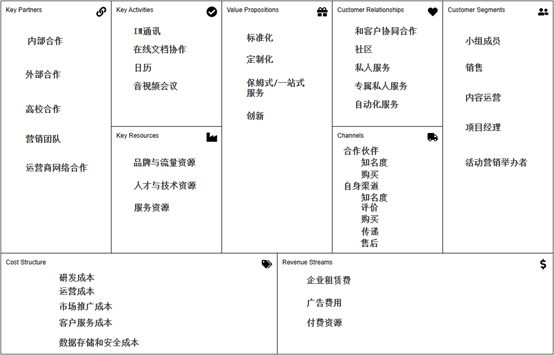 Key Partners
内部合作
外部合作
高校合作
营销团队
运营商网络合作
Key Activities
IM通讯
在线文档协作
日历
音视频会议
Key Resources
品牌与流量资源
人才与技术资源
服务资源
Value Propositions
标准化
定制化
保姆式/一站式
服务
创新
Customer Relationships
和客户协同合作
社区
私人服务
专属私人服务
自动化服务
Channels
合作伙伴
知名度
购买
自身渠道
知名度
评价
购买
传递
售后
Customer Segments
小组成员
销售
内容运营
项目经理
活动营销举办者
Cost Structure
研发成本
运营成本
市场推广成本
客户服务成本
数据存储和安全成本
Revenue Streams
企业租赁费
广告费用
付费资源